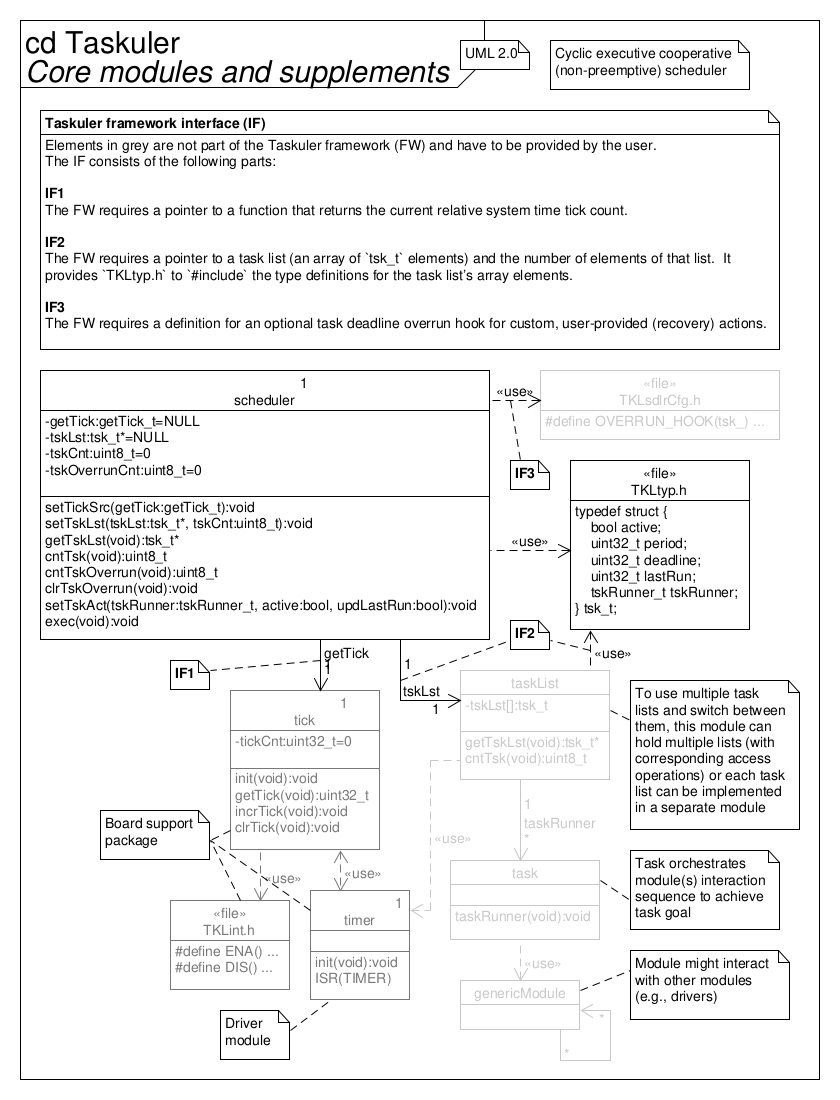 cd Taskuler
Core modules and supplements
UML 2.0
Cyclic executive cooperative
(non-preemptive) scheduler
Taskuler framework interface (IF)
Elements in grey are not part of the Taskuler framework (FW) and have to be provided by the user.
The IF consists of the following parts:
IF1
The FW requires a pointer to a function that returns the current relative system time tick count.
IF2
The FW requires a pointer to a task list (an array of `tsk_t` elements) and the number of elements of that list.  It
provides `TKLtyp.h` to `#include` the type definitions for the task list's array elements.
IF3
The FW requires a definition for an optional task deadline overrun hook for custom, user-provided (recovery) actions.
1
scheduler
-getTick:getTick_t=NULL
-tskLst:tsk_t*=NULL
-tskCnt:uint8_t=0
-tskOverrunCnt:uint8_t=0
setTickSrc(getTick:getTick_t):void
setTskLst(tskLst:tsk_t*, tskCnt:uint8_t):void
getTskLst(void):tsk_t*
cntTsk(void):uint8_t
cntTskOverrun(void):uint8_t
clrTskOverrun(void):void
setTskAct(tskRunner:tskRunner_t, active:bool, updLastRun:bool):void
exec(void):void
«use»
«file»
TKLsdlrCfg.h
#define OVERRUN_HOOK(tsk_) ...
IF3
«use»
«file»
TKLtyp.h
typedef struct {
bool active;
uint32_t period;
uint32_t deadline;
uint32_t lastRun;
tskRunner_t tskRunner;
} tsk_t;
IF1
getTick
1
IF2
«use»
1
tskLst
1
1
tick
-tickCnt:uint32_t=0
init(void):void
getTick(void):uint32_t
incrTick(void):void
clrTick(void):void
taskList
-tskLst[]:tsk_t
getTskLst(void):tsk_t*
cntTsk(void):uint8_t
To use multiple task
lists and switch between
them, this module can
hold multiple lists (with
corresponding access
operations) or each task
list can be implemented
in a separate module
Board support
package
«use»
«use»
«use»
1
taskRunner
*
«file»
TKLint.h
#define ENA() ...
#define DIS() ...
1
timer
init(void):void
ISR(TIMER)
task
taskRunner(void):void
Task orchestrates
module(s) interaction
sequence to achieve
task goal
«use»
genericModule
*
*
Module might interact
with other modules
(e.g., drivers)
Driver
module